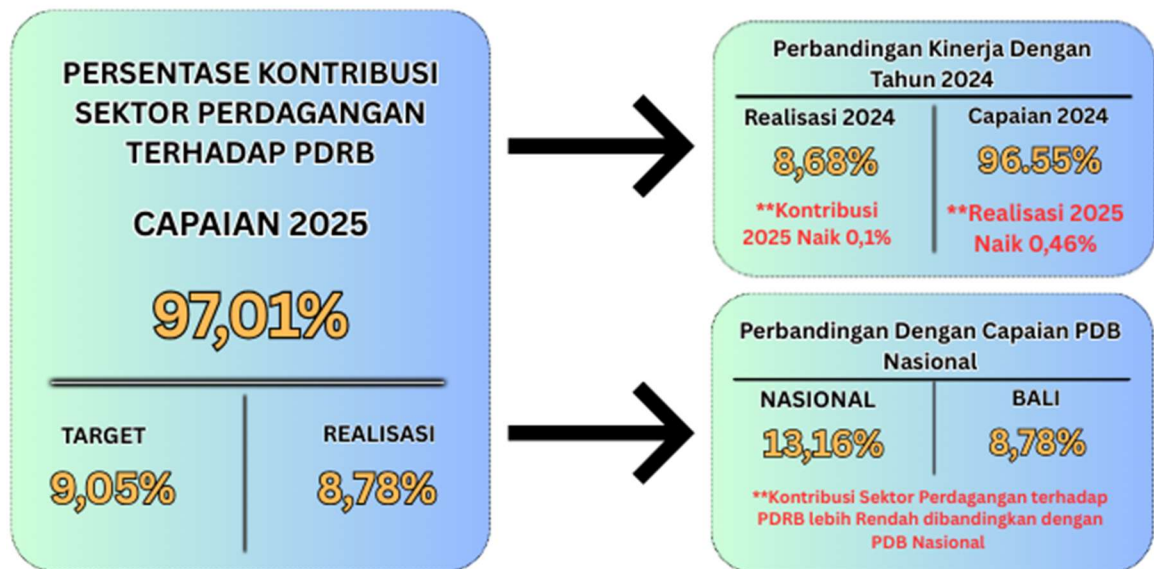 PERSENTASE KONTRIBUSI
SEKTOR PERDAGANGAN
TERHADAP PDRB
CAPAIAN 2025
97,01%
TARGET
9,05%
REALISASI
8,78%
Perbandingan Kinerja Dengan
Tahun 2024
Realisasi 2024
8,68%
**Kontribusi
2025 Naik 0,1%
Capaian 2024
96.55%
**Realisasi 2025
Naik 0,46%
Perbandingan Dengan Capaian PDB
Nasional
NASIONAL
13,16%
BALI
8,78%
**Kontribusi Sektor Perdagangan terhadap
PDRB lebih Rendah dibandingkan dengan
PDB Nasional